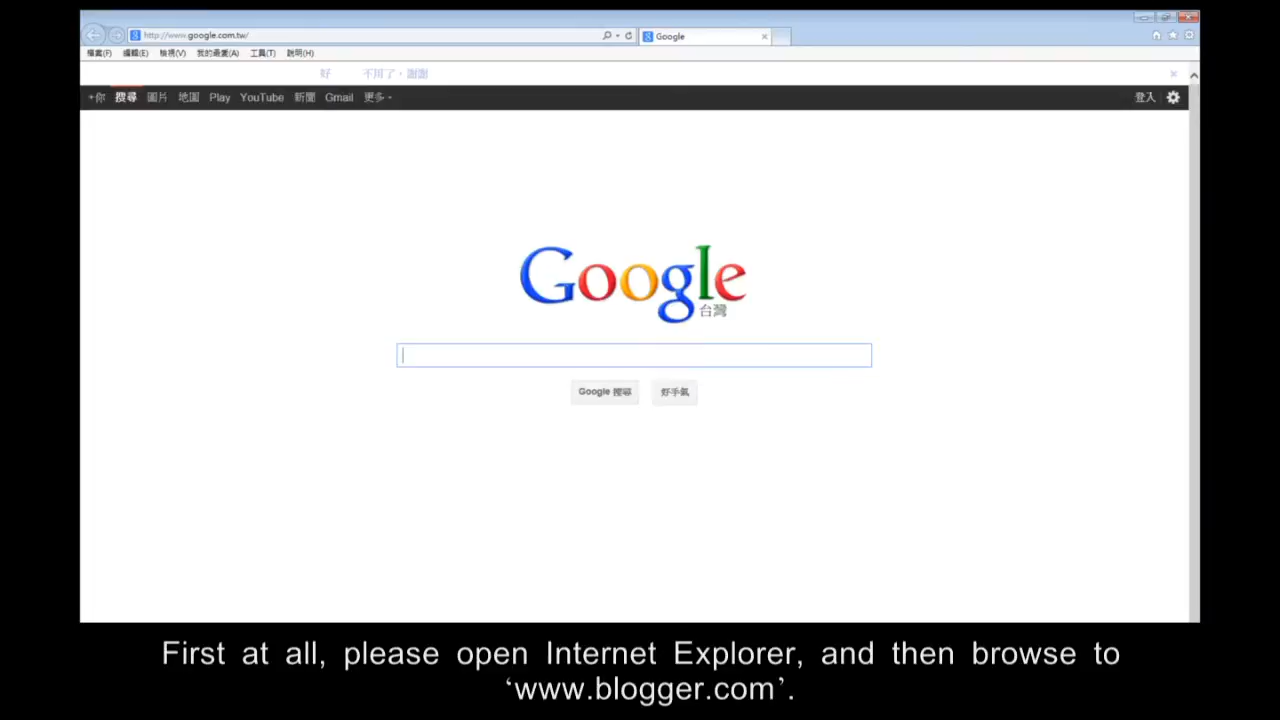 http://www.google.com.tw/
Google
檔案(F) 編輯(E) 檢視(V) 我的最愛(A) 工具(T) 說明(H)
好 不用了，謝謝
+你 搜尋 圖片 地圖 Play YouTube 新聞 Gmail 更多
登入
Google
台灣
Google 搜尋 好手氣
First at all, please open Internet Explorer, and then browse to
‘www.blogger.com’.